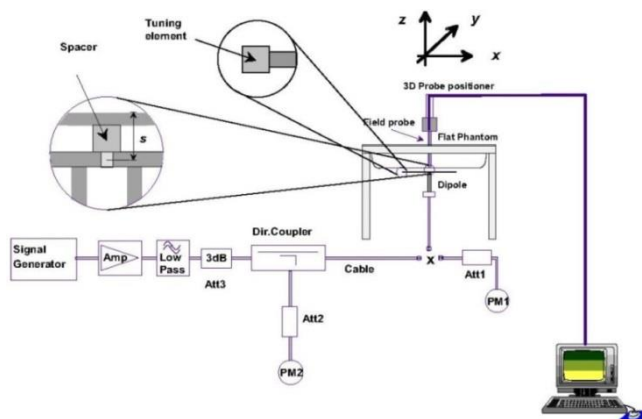 Spacer
Tuning
element
z
y
x
3D Probe positioner
Field probe
Flat Phantom
s
Dipole
Signal
Generator
Amp
Low
Pass
3dB
Att3
Dir.Coupler
Cable
x
Att1
PM1
Att2
PM2